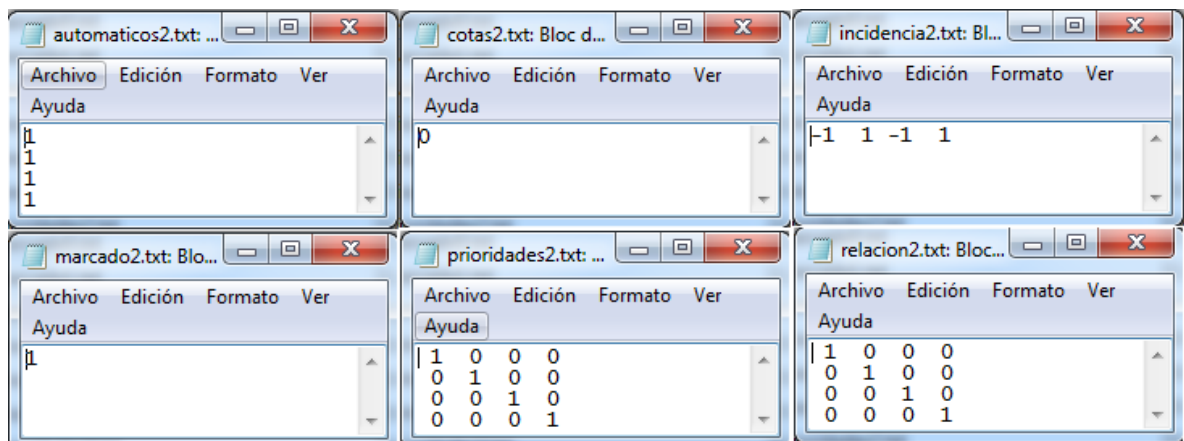 automaticos2.txt: ...
Archivo Edición Formato Ver
Ayuda
1
1
1
1
cotas2.txt: Bloc d...
Archivo Edición Formato Ver
Ayuda
0
incidencia2.txt: Bl...
Archivo Edición Formato Ver
Ayuda
-1 1 -1 1
marcado2.txt: Blo...
Archivo Edición Formato Ver
Ayuda
1
prioridades2.txt: ...
Archivo Edición Formato Ver
Ayuda
1 0 0 0
0 1 0 0
0 0 1 0
0 0 0 1
relacion2.txt: Bloc...
Archivo Edición Formato Ver
Ayuda
1 0 0 0
0 1 0 0
0 0 1 0
0 0 0 1